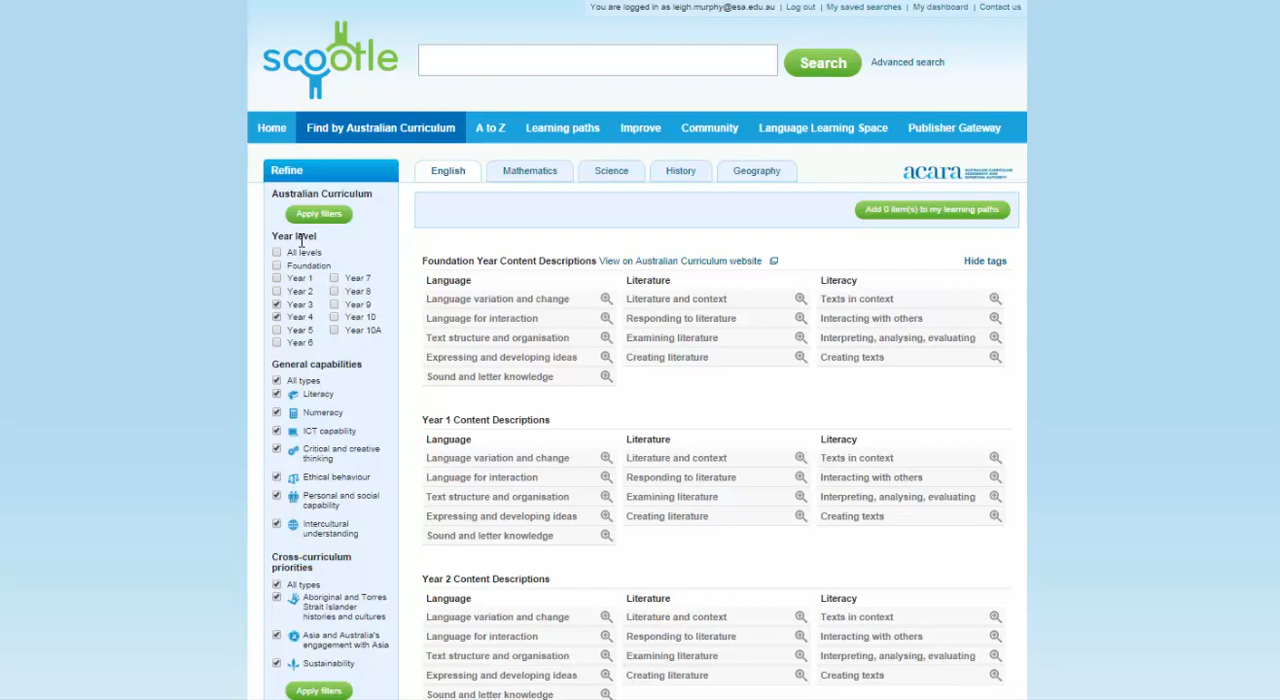 You are logged in as leigh.murphy@esa.edu.au | Log out | My saved searches | My dashboard | Contact us
scootle
Search
Advanced search
Home
Find by Australian Curriculum
A to Z
Learning paths
Improve
Community
Language Learning Space
Publisher Gateway
Refine
English
Mathematics
Science
History
Geography
acara
Australian Curriculum
Apply filters
Add 0 item(s) to my learning paths
Year level
All levels
Foundation
Year 1 Year 7
Year 2 Year 8
Year 3 Year 9
Year 4 Year 10
Year 5 Year 10A
Year 6
General capabilities
All types
Literacy
Numeracy
ICT capability
Critical and creative
thinking
Ethical behaviour
Personal and social
capability
Intercultural
understanding
Cross-curriculum
priorities
All types
Aboriginal and Torres
Strait Islander
histories and cultures
Asia and Australia's
engagement with Asia
Sustainability
Apply filters
Foundation Year Content Descriptions View on Australian Curriculum website
Hide tags
Language Literature Literacy
Language variation and change Literature and context Texts in context
Language for interaction Responding to literature Interacting with others
Text structure and organisation Examining literature Interpreting, analysing, evaluating
Expressing and developing ideas Creating literature Creating texts
Sound and letter knowledge
Year 1 Content Descriptions
Language Literature Literacy
Language variation and change Literature and context Texts in context
Language for interaction Responding to literature Interacting with others
Text structure and organisation Examining literature Interpreting, analysing, evaluating
Expressing and developing ideas Creating literature Creating texts
Sound and letter knowledge
Year 2 Content Descriptions
Language Literature Literacy
Language variation and change Literature and context Texts in context
Language for interaction Responding to literature Interacting with others
Text structure and organisation Examining literature Interpreting, analysing, evaluating
Expressing and developing ideas Creating literature Creating texts
Sound and letter knowledge